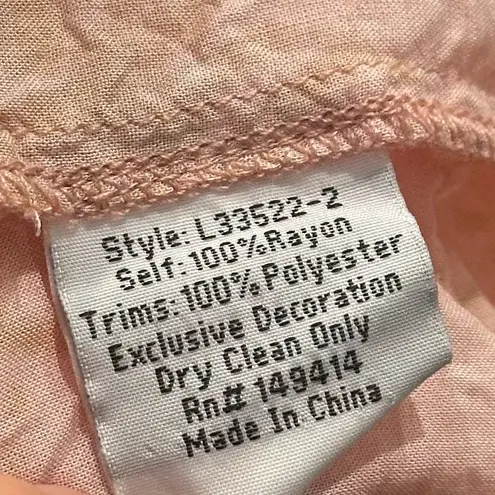 Style: L33522-2
Self: 100% Rayon
Trims: 100% Polyester
Exclusive Decoration
Dry Clean Only
Rn# 149414
Made In China